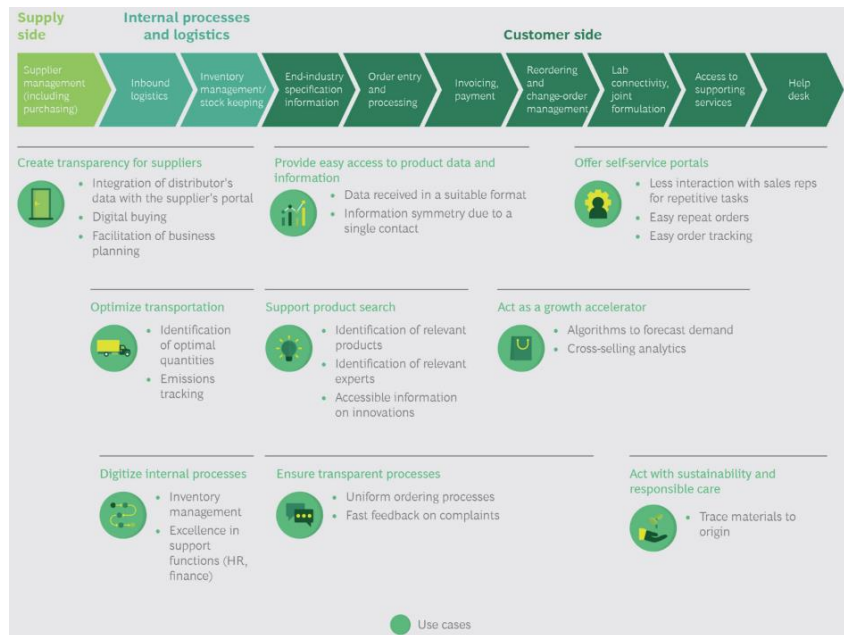 Supply
side
Internal processes
and logistics
Customer side
Supplier
management
(including
purchasing)
Inbound
logistics
Inventory
management/
stock keeping
End-industry
specification
information
Order entry
and
processing
Invoicing,
payment
Reordering
and
change-order
management
Lab
connectivity,
joint
formulation
Access to
supporting
services
Help
desk
Create transparency for suppliers
• Integration of distributor's
data with the supplier's portal
• Digital buying
• Facilitation of business
planning
Provide easy access to product data and
information
• Data received in a suitable format
• Information symmetry due to a
single contact
Offer self-service portals
• Less interaction with sales reps
for repetitive tasks
• Easy repeat orders
• Easy order tracking
Optimize transportation
• Identification
of optimal
quantities
• Emissions
tracking
Support product search
• Identification of relevant
products
• Identification of relevant
experts
• Accessible information
on innovations
Act as a growth accelerator
• Algorithms to forecast demand
• Cross-selling analytics
Digitize internal processes
• Inventory
management
• Excellence in
support
functions (HR,
finance)
Ensure transparent processes
• Uniform ordering processes
• Fast feedback on complaints
Act with sustainability and
responsible care
• Trace materials to
origin
Use cases